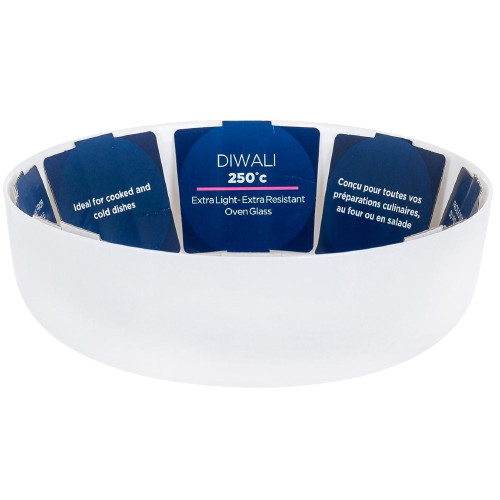 Ideal for cooked and
cold dishes
DIWALI
250°c
Extra Light-Extra Resistant
Oven Glass
Conçu pour toutes vos
préparations culinaires,
au four ou en salade